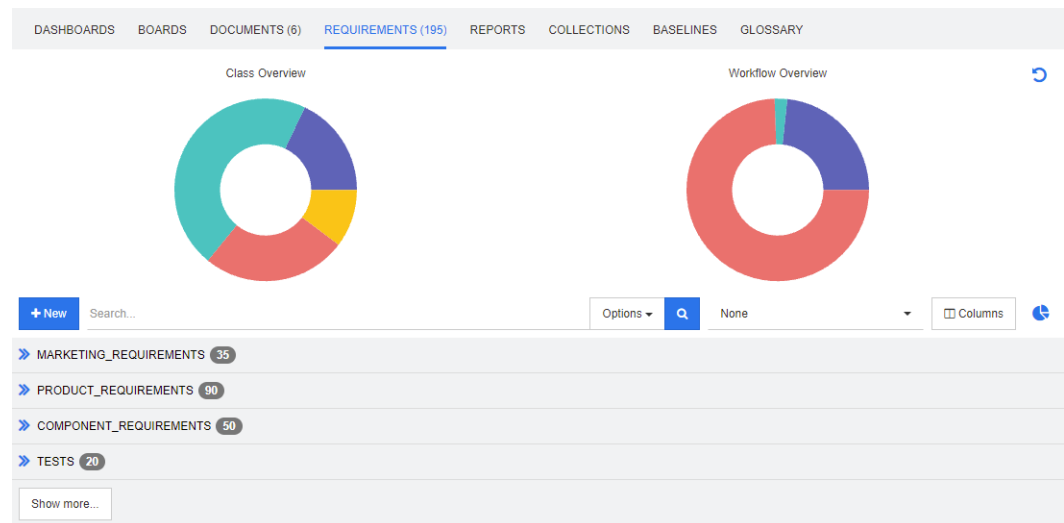 DASHBOARDS BOARDS DOCUMENTS (6) REQUIREMENTS (195) REPORTS COLLECTIONS BASELINES GLOSSARY
Class Overview Workflow Overview
New Search... Options None Columns
MARKETING_REQUIREMENTS 35
PRODUCT_REQUIREMENTS 90
COMPONENT_REQUIREMENTS 50
TESTS 20
Show more...